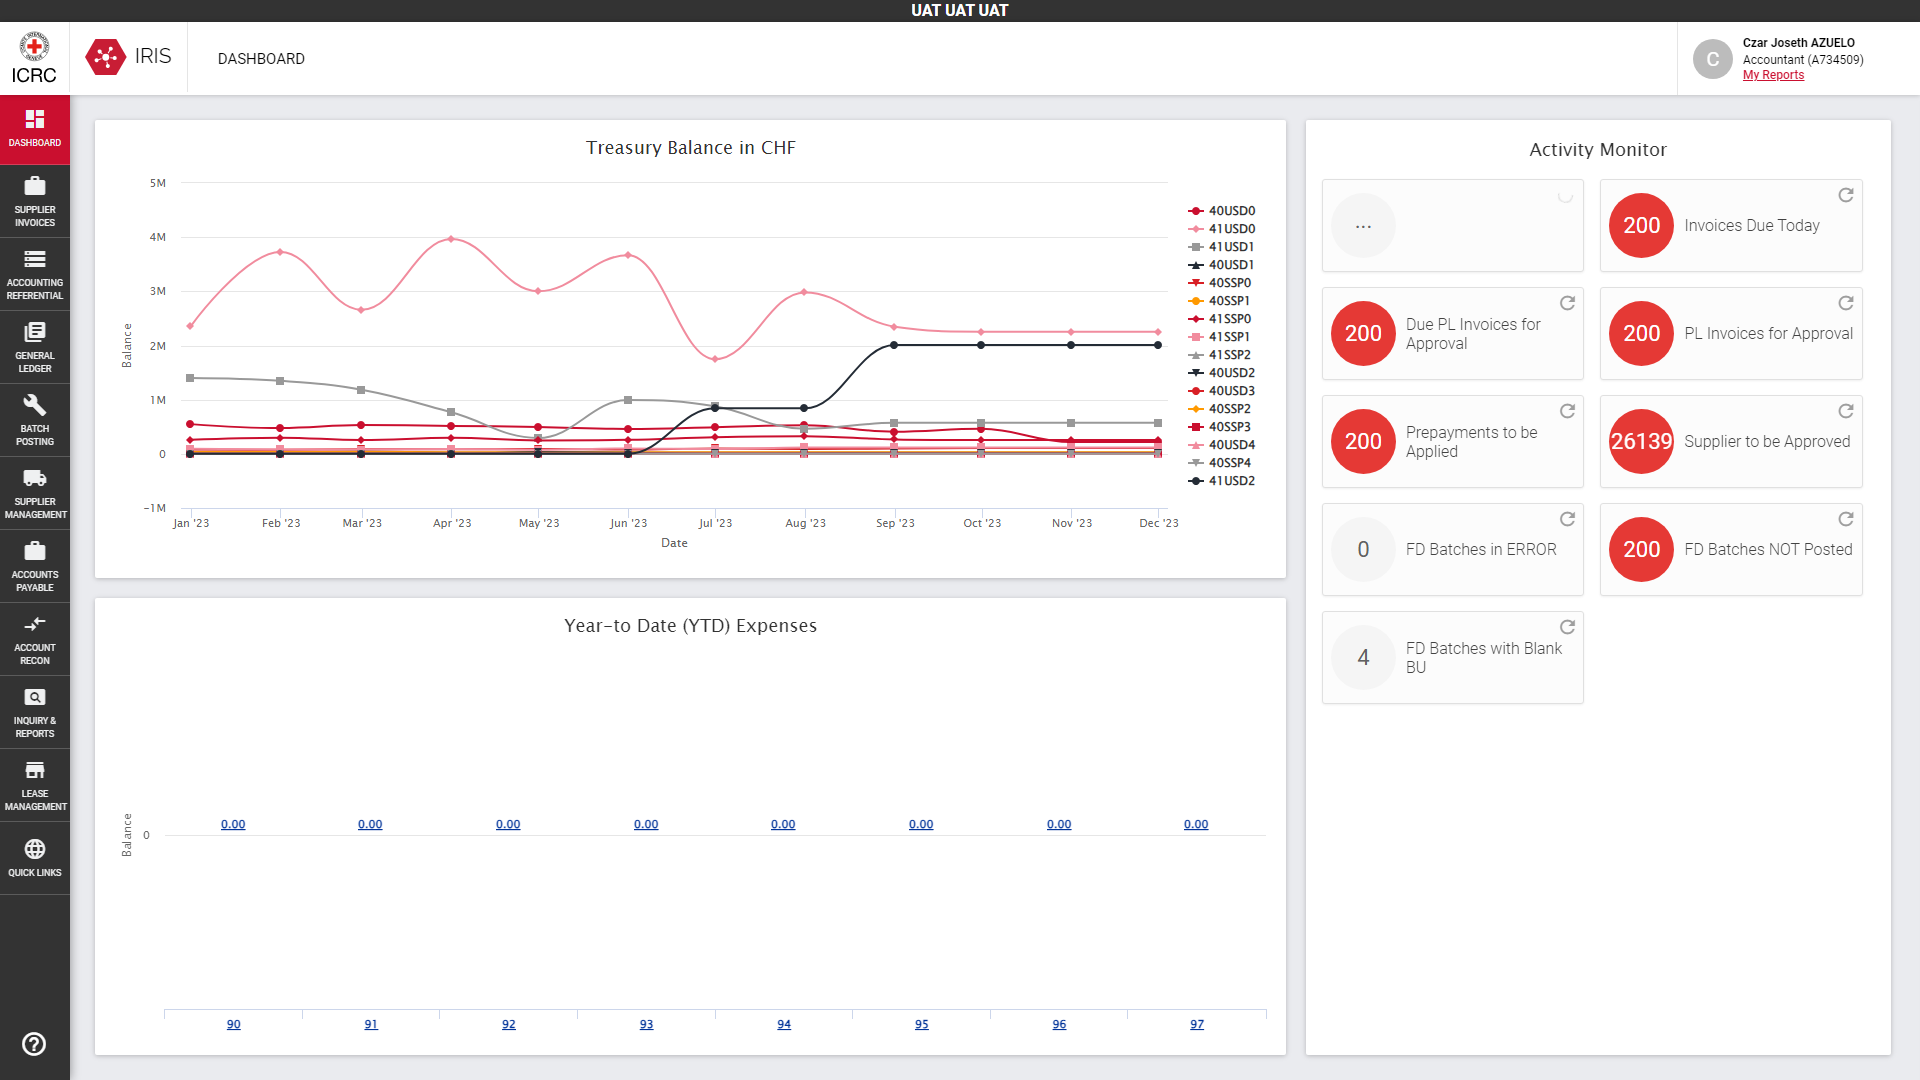 UAT UAT UAT
ICRC
IRIS
DASHBOARD
C
Czar Joseth AZUELO
Accountant (A734509)
My Reports
DASHBOARD
SUPPLIER
INVOICES
ACCOUNTING
REFERENTIAL
GENERAL
LEDGER
BATCH
POSTING
SUPPLIER
MANAGEMENT
ACCOUNTS
PAYABLE
ACCOUNT
RECON
INQUIRY &
REPORTS
LEASE
MANAGEMENT
QUICK LINKS
Treasury Balance in CHF
Balance
5M
4M
3M
2M
1M
0
−1M
Jan '23
Feb '23
Mar '23
Apr '23
May '23
Jun '23
Jul '23
Aug '23
Sep '23
Oct '23
Nov '23
Dec '23
Date
40USD0
41USD0
41USD1
40USD1
40SSP0
40SSP1
41SSP0
41SSP1
41SSP2
40USD2
40USD3
40SSP2
40SSP3
40USD4
40SSP4
41USD2
Year-to Date (YTD) Expenses
Balance
0
0.00
0.00
0.00
0.00
0.00
0.00
0.00
0.00
90
91
92
93
94
95
96
97
Activity Monitor
...
200
Invoices Due Today
200
Due PL Invoices for
Approval
200
PL Invoices for Approval
200
Prepayments to be
Applied
26139
Supplier to be Approved
0
FD Batches in ERROR
200
FD Batches NOT Posted
4
FD Batches with Blank
BU